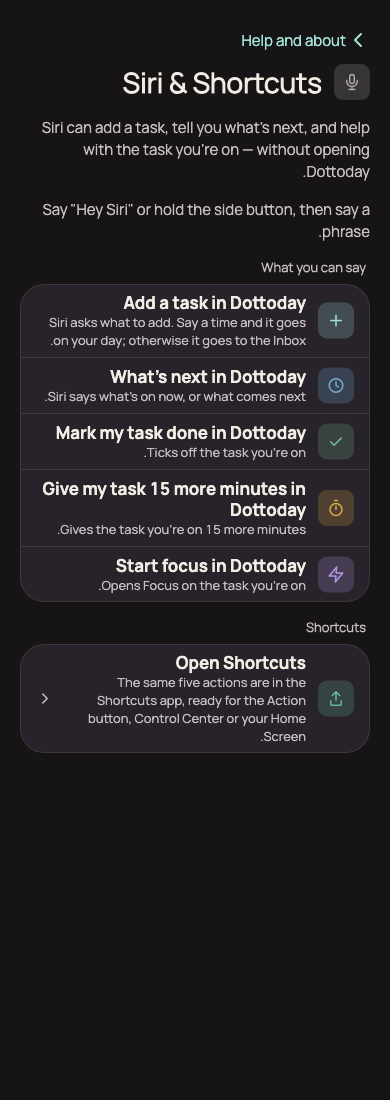 Help and about
Siri & Shortcuts
Siri can add a task, tell you what's next, and help
with the task you're on — without opening
Dottoday.
Say "Hey Siri" or hold the side button, then say a
phrase.
What you can say
Add a task in Dottoday
Siri asks what to add. Say a time and it goes
on your day; otherwise it goes to the Inbox.
What's next in Dottoday
Siri says what's on now, or what comes next.
Mark my task done in Dottoday
Ticks off the task you're on.
Give my task 15 more minutes in
Dottoday
Gives the task you're on 15 more minutes.
Start focus in Dottoday
Opens Focus on the task you're on.
Shortcuts
Open Shortcuts
The same five actions are in the
Shortcuts app, ready for the Action
button, Control Center or your Home
Screen.